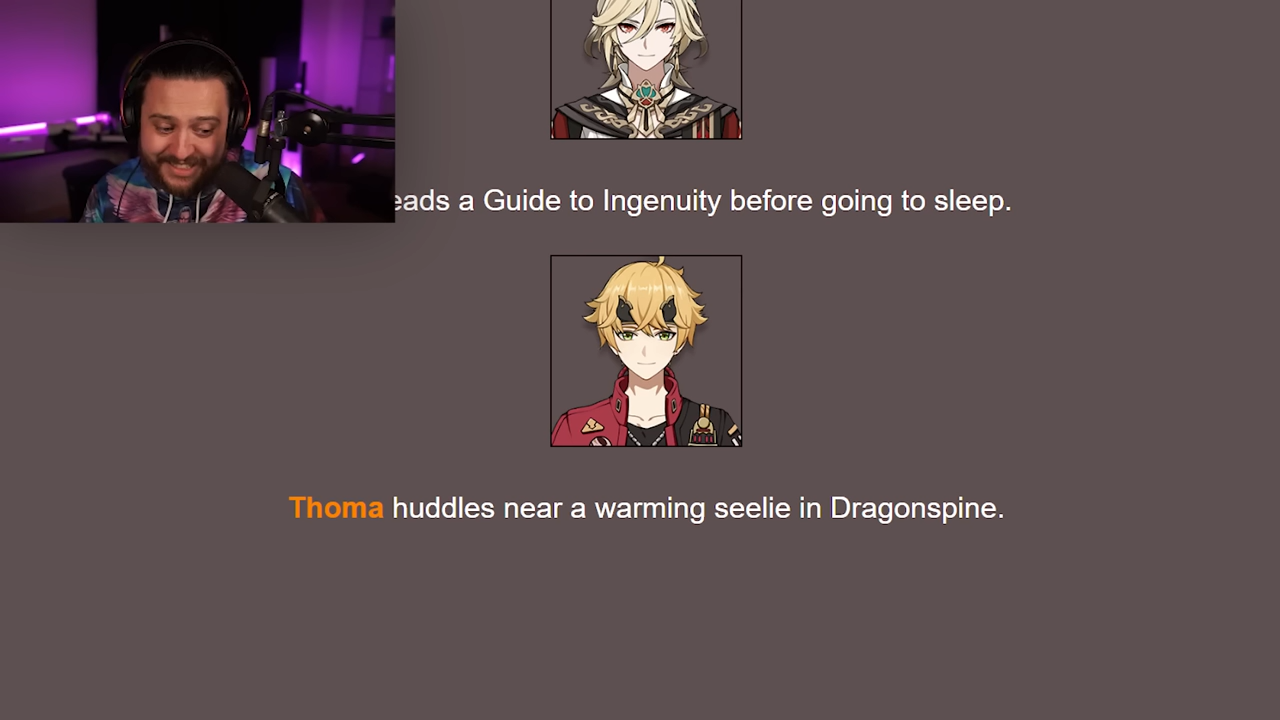 eads a Guide to Ingenuity before going to sleep.
Thoma huddles near a warming seelie in Dragonspine.